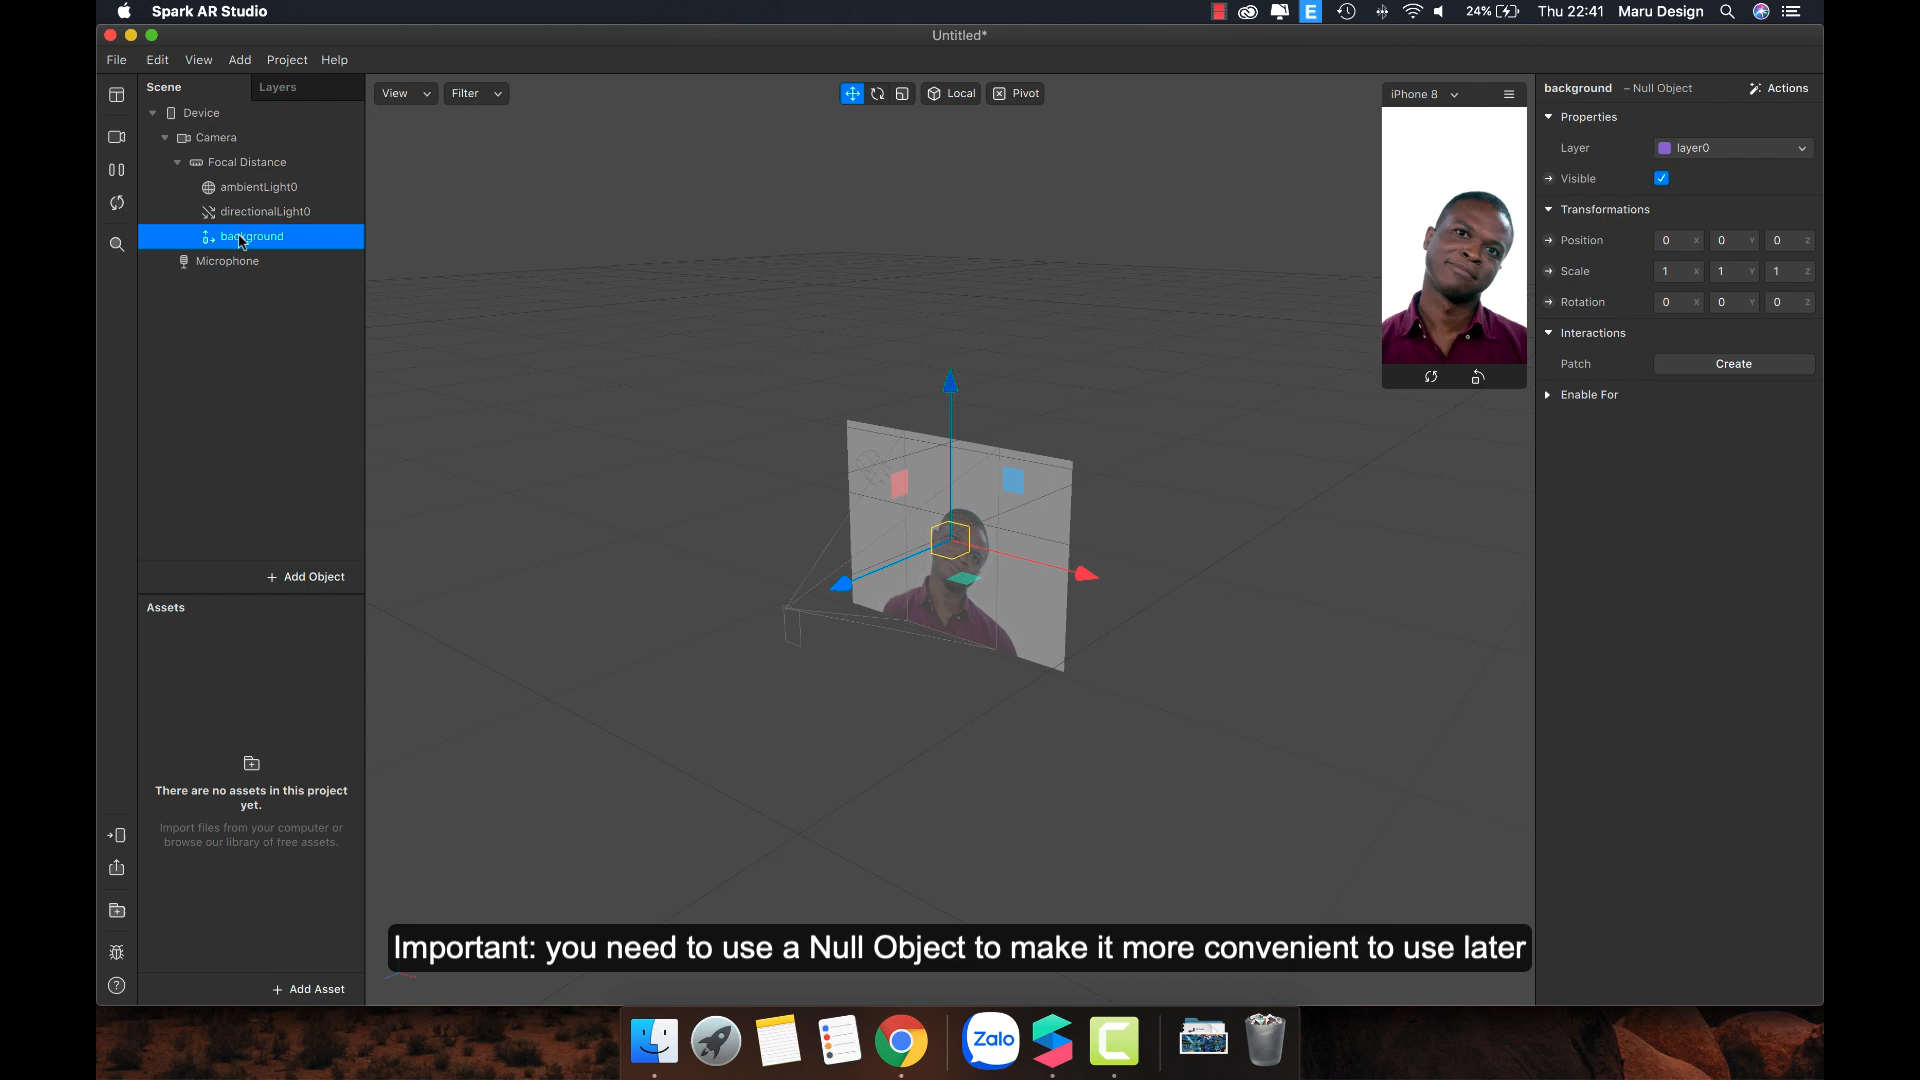 Spark AR Studio
E
24%
Thu 22:41
Maru Design
Untitled*
File Edit View Add Project Help
Scene
Layers
View
Filter
Local
Pivot
iPhone 8
background – Null Object
Actions
Device
Camera
Focal Distance
ambientLight0
directionalLight0
background
Microphone
Properties
Layer
layer0
Visible
Transformations
Position
0 X 0 Y 0 Z
Scale
1 X 1 Y 1 Z
Rotation
0 X 0 Y 0 Z
Interactions
Patch
Create
Enable For
+ Add Object
Assets
There are no assets in this project
yet.
Import files from your computer or
browse our library of free assets.
+ Add Asset
Important: you need to use a Null Object to make it more convenient to use later
Zalo
C